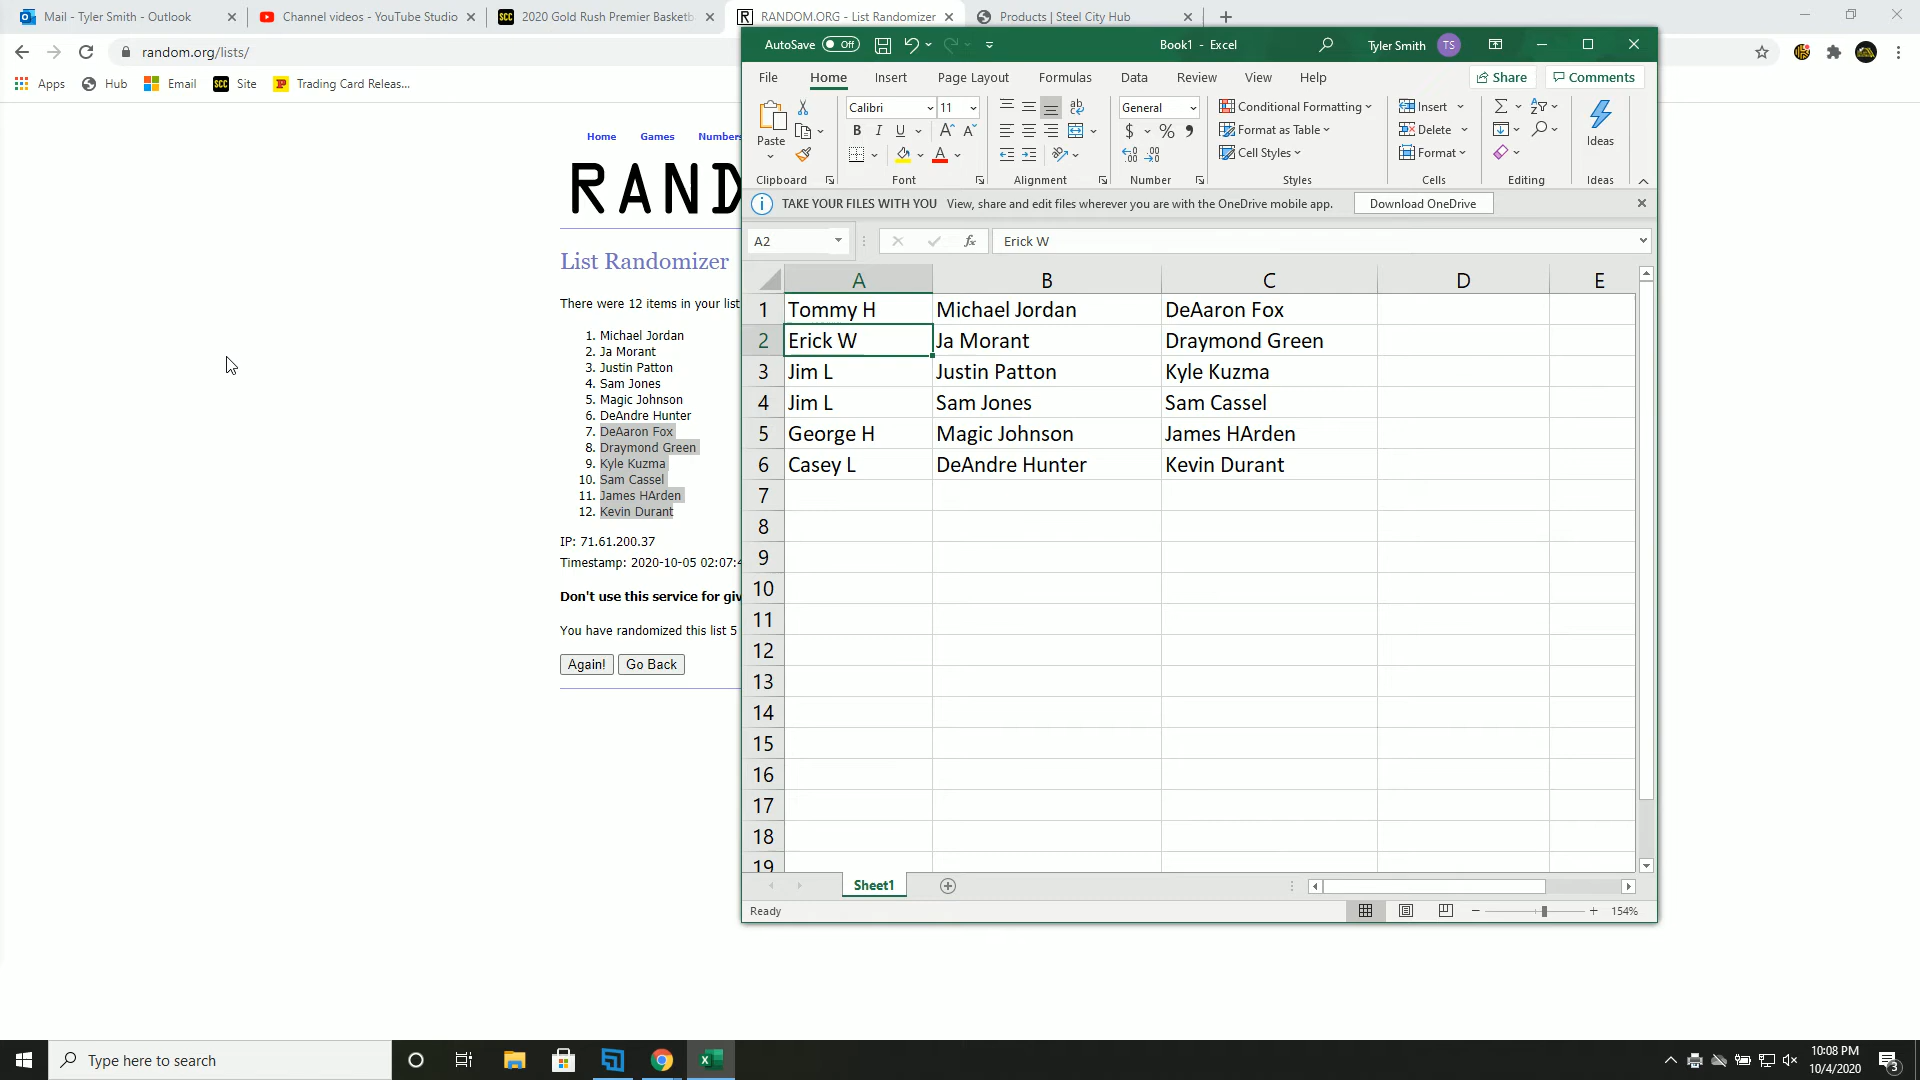 Mail - Tyler Smith - Outlook
Channel videos - YouTube Studio
2020 Gold Rush Premier Basketb
RANDOM.ORG - List Randomizer
Products | Steel City Hub
random.org/lists/
Apps
Hub
Email
SCC
Site
Trading Card Releas...
Home
Games
Numbers
RAND
List Randomizer
There were 12 items in your list
1. Michael Jordan
2. Ja Morant
3. Justin Patton
4. Sam Jones
5. Magic Johnson
6. DeAndre Hunter
7. DeAaron Fox
8. Draymond Green
9. Kyle Kuzma
10. Sam Cassel
11. James HArden
12. Kevin Durant
IP: 71.61.200.37
Timestamp: 2020-10-05 02:07:4
Don't use this service for giv
You have randomized this list 5
Again!
Go Back
AutoSave Off
Book1 - Excel
Tyler Smith TS
File Home Insert Draw Page Layout Formulas Data Review View Help
Share
Comments
Paste
Clipboard
Calibri
11
B I U
Font
Alignment
General
$ % 9
Number
Conditional Formatting
Format as Table
Cell Styles
Styles
Insert
Delete
Format
Cells
Editing
Ideas
Ideas
TAKE YOUR FILES WITH YOU View, share and edit files wherever you are with the OneDrive mobile app.
Download OneDrive
A2
fx
Erick W
A B C D E
1 Tommy H Michael Jordan DeAaron Fox
2 Erick W Ja Morant Draymond Green
3 Jim L Justin Patton Kyle Kuzma
4 Jim L Sam Jones Sam Cassel
5 George H Magic Johnson James HArden
6 Casey L DeAndre Hunter Kevin Durant
7
8
9
10
11
12
13
14
15
16
17
18
19
Sheet1
Ready
154%
Type here to search
10:08 PM
10/4/2020
3